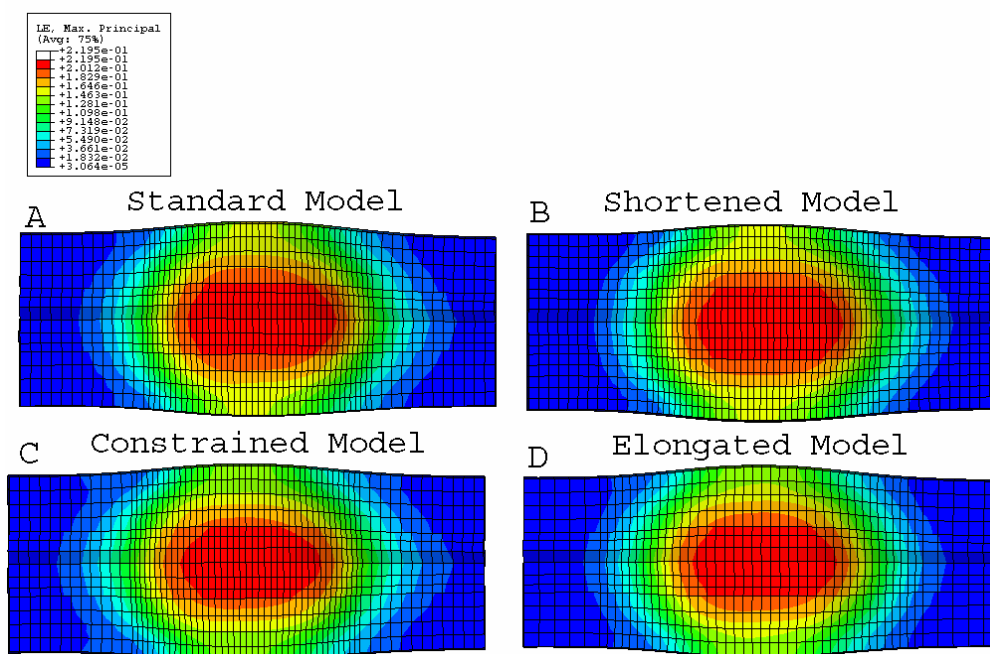 LE, Max. Principal
(Avg: 75%)
+2.195e-01
+2.195e-01
+2.012e-01
+1.829e-01
+1.646e-01
+1.463e-01
+1.281e-01
+1.098e-01
+9.148e-02
+7.319e-02
+5.490e-02
+3.661e-02
+1.832e-02
+3.064e-05
A Standard Model
B Shortened Model
C Constrained Model
D Elongated Model